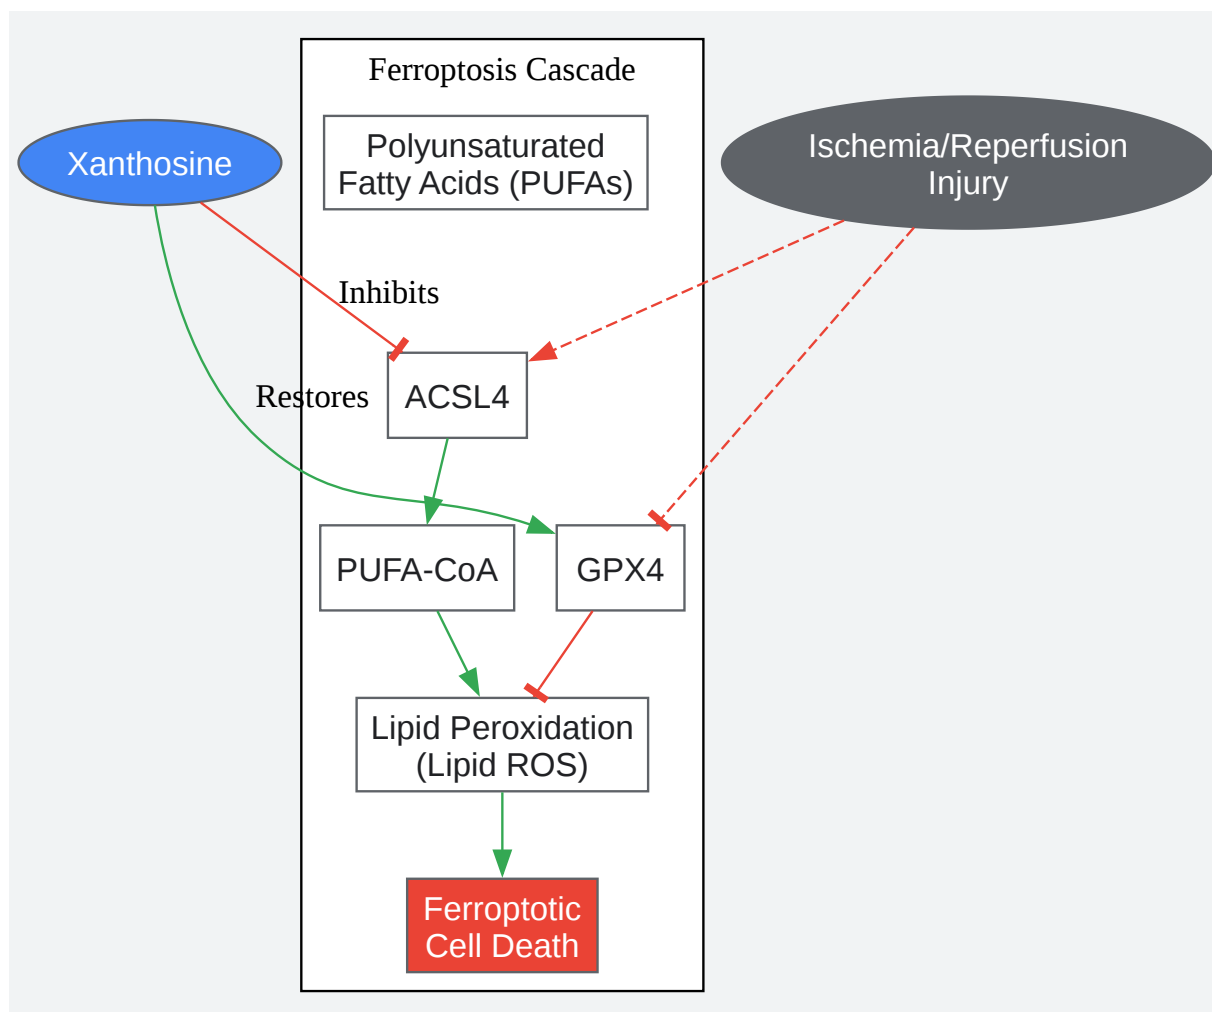 Ferroptosis Cascade
Xanthosine
Polyunsaturated
Fatty Acids (PUFAs)
Ischemia/Reperfusion
Injury
Inhibits
Restores
ACSL4
PUFA-CoA
GPX4
Lipid Peroxidation
(Lipid ROS)
Ferroptotic
Cell Death